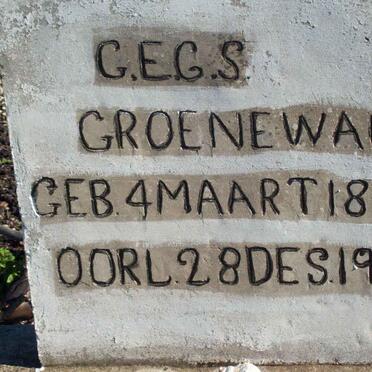 G.E.G.S.
GROENEWA
GEB.4 MAART 18
OORL.28 DES.19